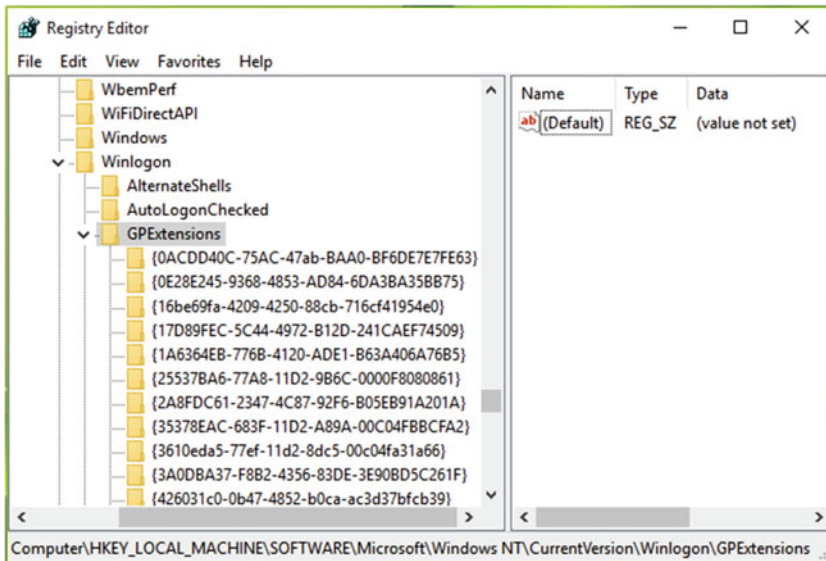 Registry Editor
File Edit View Favorites Help
WbemPerf
WiFiDirectAPI
Windows
Winlogon
AlternateShells
AutoLogonChecked
GPExtensions
{0ACDD40C-75AC-47ab-BAA0-BF6DE7E7FE63}
{0E28E245-9368-4853-AD84-6DA3BA35BB75}
{16be69fa-4209-4250-88cb-716cf41954e0}
{17D89FEC-5C44-4972-B12D-241CAEF74509}
{1A6364EB-776B-4120-ADE1-B63A406A76B5}
{25537BA6-77A8-11D2-9B6C-0000F8080861}
{2A8FDC61-2347-4C87-92F6-B05EB91A201A}
{35378EAC-683F-11D2-A89A-00C04FBBCFA2}
{3610eda5-77ef-11d2-8dc5-00c04fa31a66}
{3A0DBA37-F8B2-4356-83DE-3E90BD5C261F}
{426031c0-0b47-4852-b0ca-ac3d37bfcb39}
Name Type Data
ab (Default) REG_SZ (value not set)
Computer\HKEY_LOCAL_MACHINE\SOFTWARE\Microsoft\Windows NT\CurrentVersion\Winlogon\GPExtensions